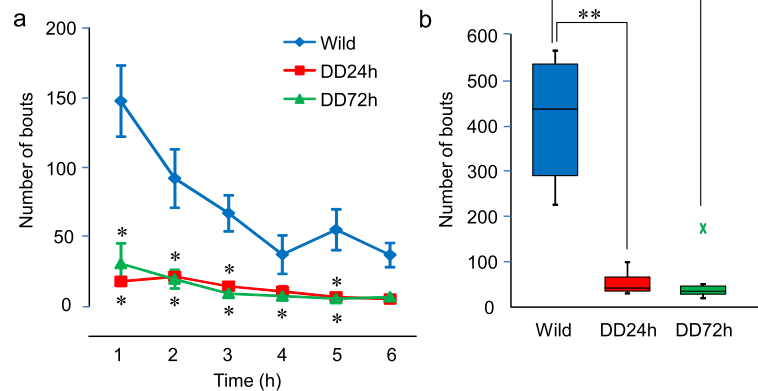 a
200
150
100
50
0
Number of bouts
Wild
DD24h
DD72h
* * * *
* * * * *
1 2 3 4 5 6
Time (h)
b
**
600
500
400
300
200
100
0
Number of bouts
x
Wild DD24h DD72h